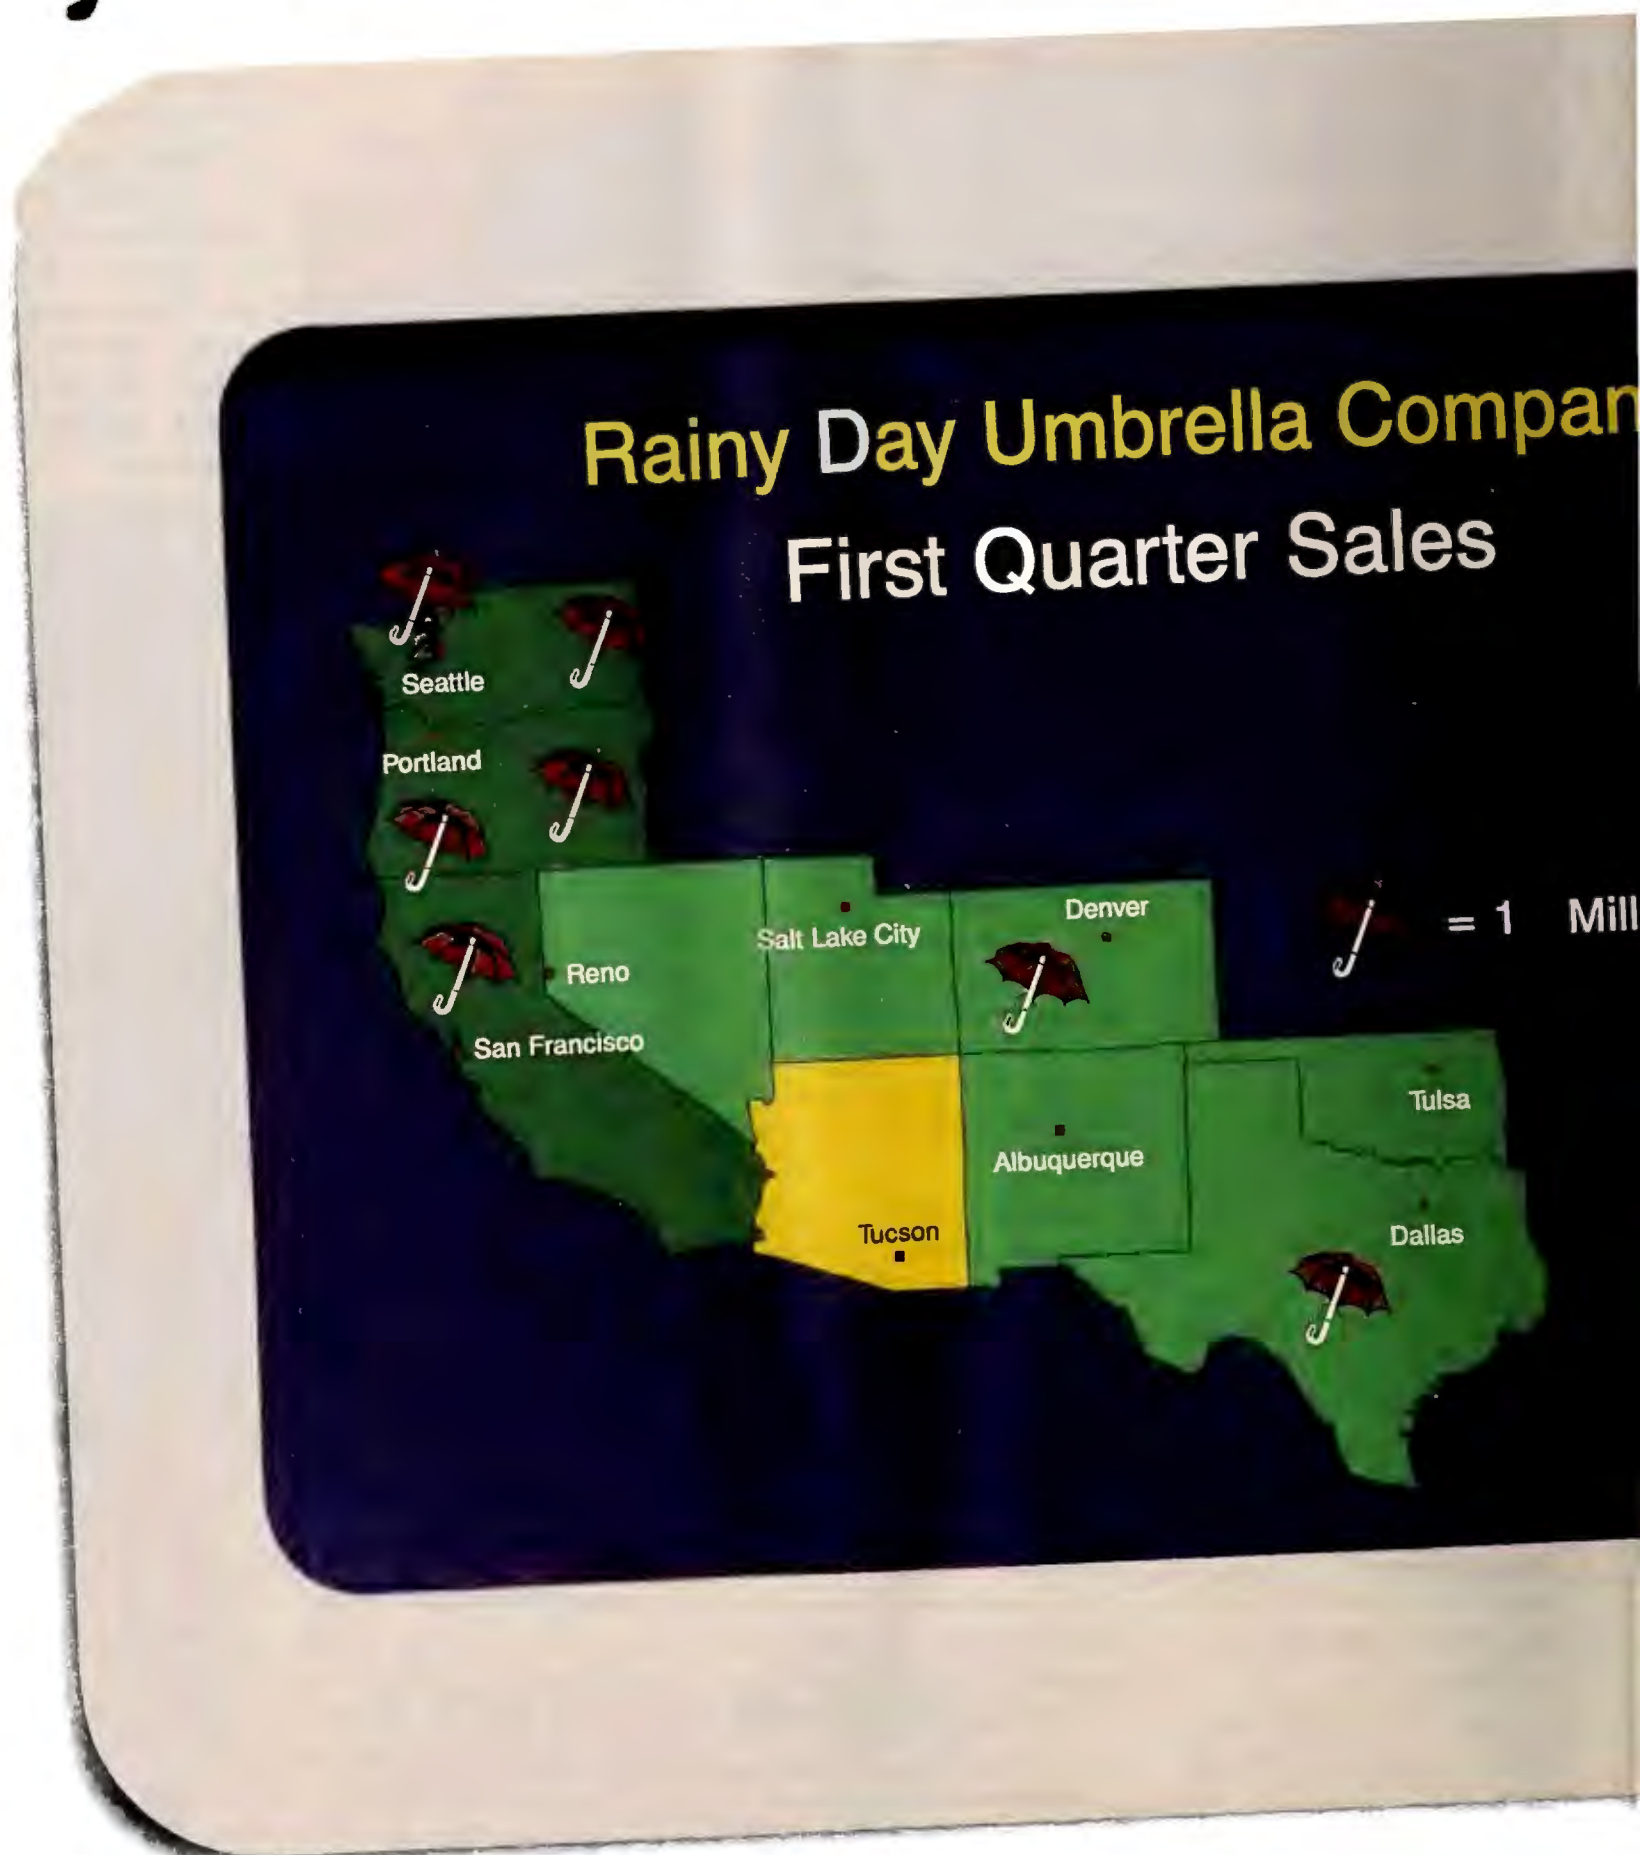 Rainy Day Umbrella Compan
First Quarter Sales
Seattle
Portland
Denver
= 1 Mill
Salt Lake City
Reno
San Francisco
Tulsa
Albuquerque
Tucson
Dallas